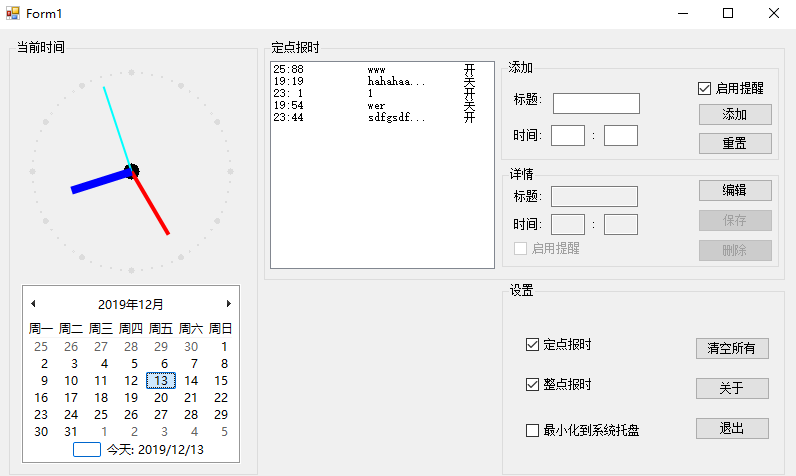 Form1
当前时间
2019年12月
周一 周二 周三 周四 周五 周六 周日
25 26 27 28 29 30 1
2 3 4 5 6 7 8
9 10 11 12 13 14 15
16 17 18 19 20 21 22
23 24 25 26 27 28 29
30 31 1 2 3 4 5
今天: 2019/12/13
定点报时
25:88 www 开
19:19 hahahaa... 关
23: 1 1 开
19:54 wer 关
23:44 sdfgsdf... 开
添加
标题:
时间: :
启用提醒
添加
重置
详情
标题:
时间: :
启用提醒
编辑
保存
删除
设置
定点报时
整点报时
最小化到系统托盘
清空所有
关于
退出